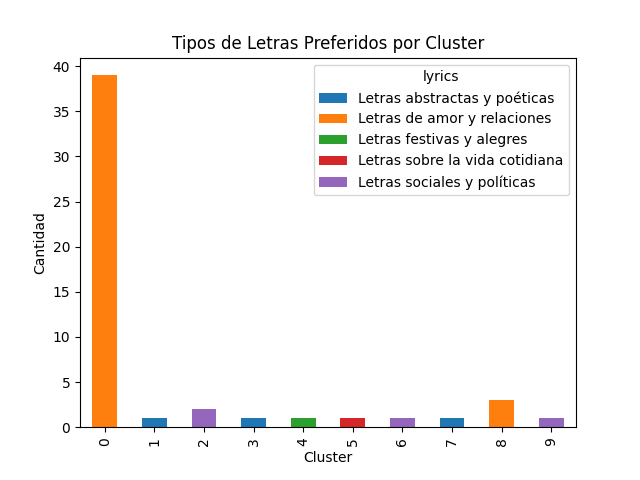 Tipos de Letras Preferidos por Cluster
lyrics
Letras abstractas y poéticas
Letras de amor y relaciones
Letras festivas y alegres
Letras sobre la vida cotidiana
Letras sociales y políticas
Cantidad
40
35
30
25
20
15
10
5
0
0 1 2 3 4 5 6 7 8 9
Cluster